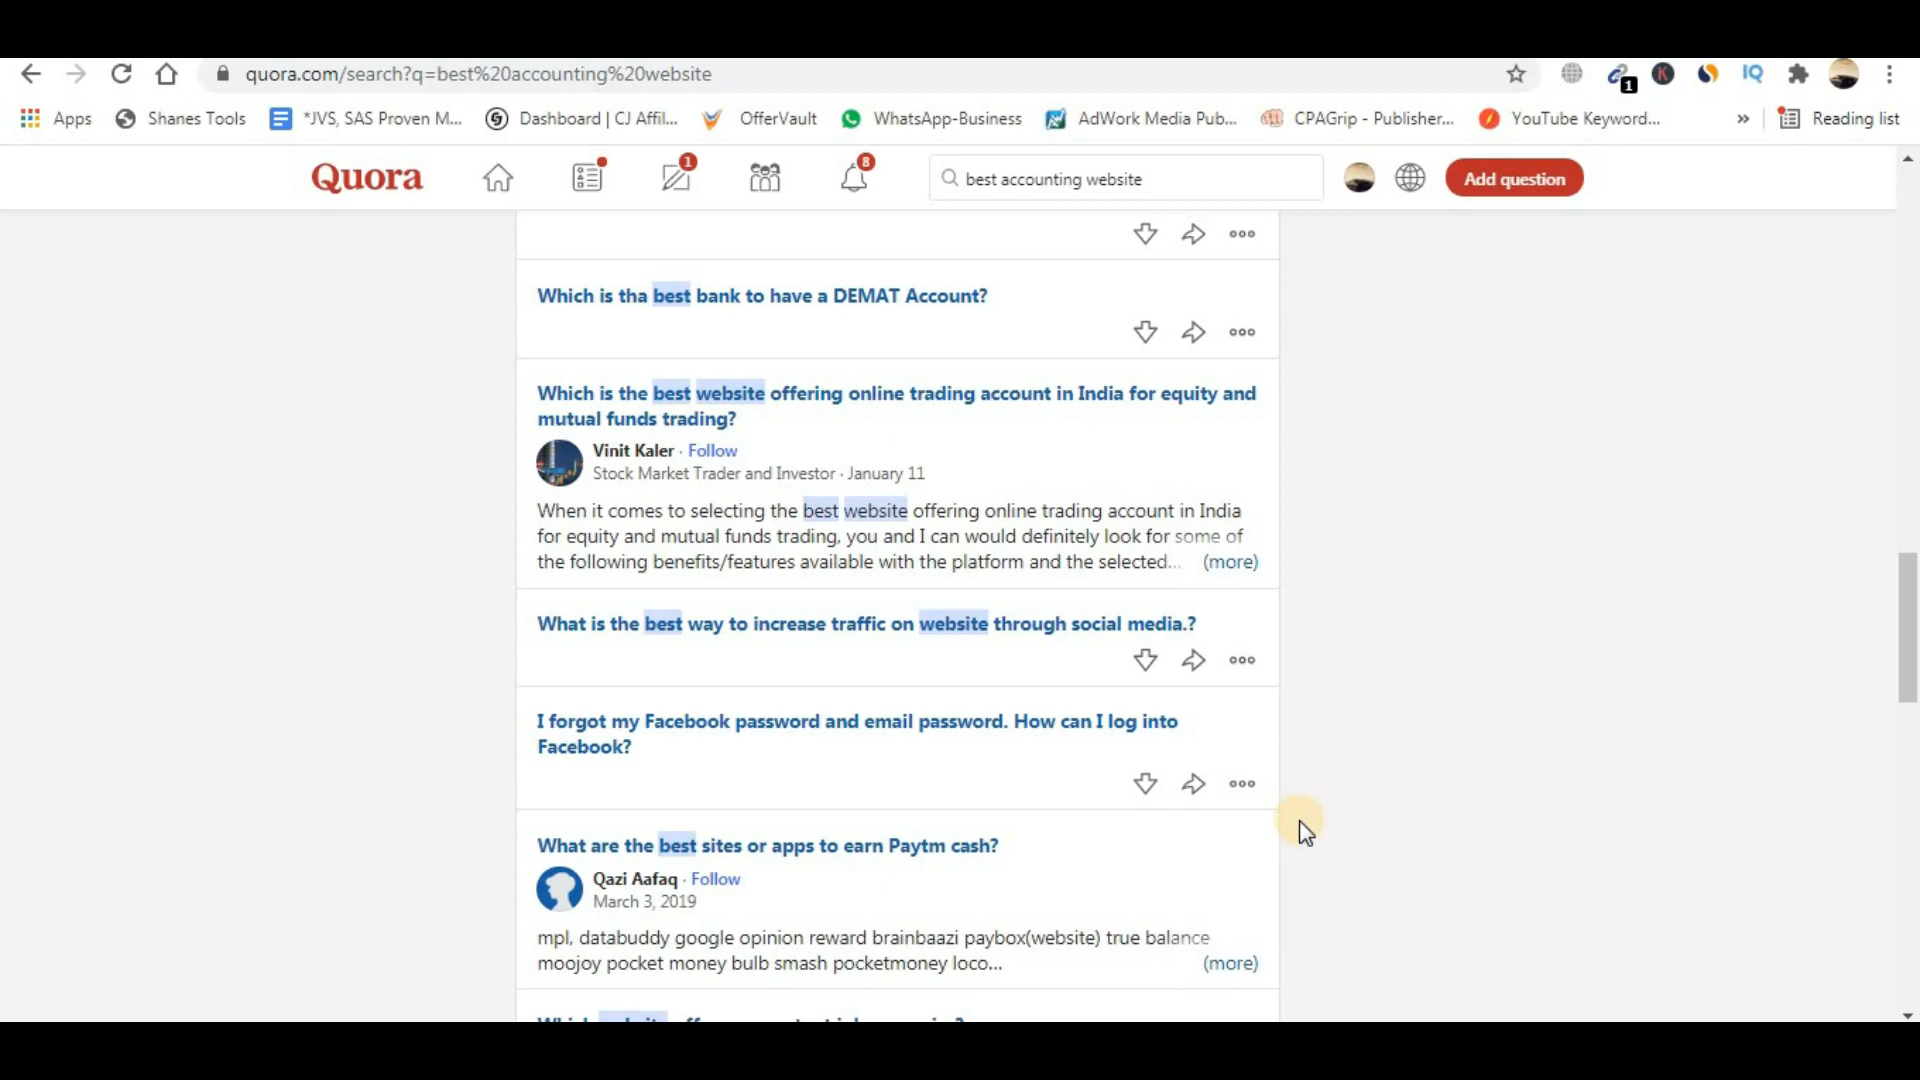 quora.com/search?q=best%20accounting%20website
1
K
IQ
Apps
Shanes Tools
*JVS, SAS Proven M...
Dashboard | CJ Affil...
OfferVault
WhatsApp-Business
AdWork Media Pub...
CPAGrip - Publisher...
YouTube Keyword...
»
Reading list
Quora
1
8
best accounting website
Add question
Which is tha best bank to have a DEMAT Account?
Which is the best website offering online trading account in India for equity and
mutual funds trading?
Vinit Kaler · Follow
Stock Market Trader and Investor · January 11
When it comes to selecting the best website offering online trading account in India
for equity and mutual funds trading, you and I can would definitely look for some of
the following benefits/features available with the platform and the selected... (more)
What is the best way to increase traffic on website through social media.?
I forgot my Facebook password and email password. How can I log into
Facebook?
What are the best sites or apps to earn Paytm cash?
Qazi Aafaq · Follow
March 3, 2019
mpl, databuddy google opinion reward brainbaazi paybox(website) true balance
moojoy pocket money bulb smash pocketmoney loco... (more)